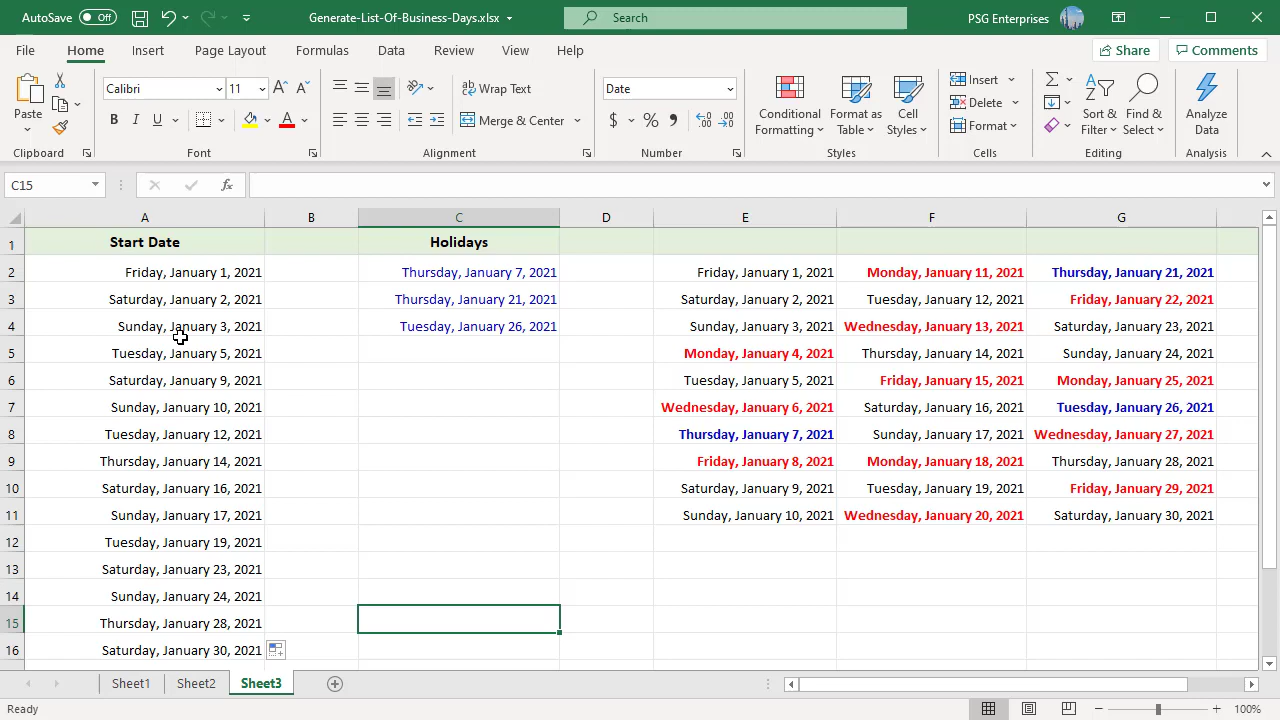 AutoSave Off Generate-List-Of-Business-Days.xlsx Search PSG Enterprises
File Home Insert Page Layout Formulas Data Review View Help Share Comments
Paste
Clipboard
Calibri 11
B I U A
Font
ab Wrap Text
Merge & Center
Alignment
Date
$ % 9
Number
Conditional Formatting
Format as Table
Cell Styles
Styles
Insert
Delete
Format
Cells
Sort & Filter
Find & Select
Editing
Analyze Data
Analysis
C15 fx
A B C D E F G
1 Start Date Holidays
2 Friday, January 1, 2021 Thursday, January 7, 2021 Friday, January 1, 2021 Monday, January 11, 2021 Thursday, January 21, 2021
3 Saturday, January 2, 2021 Thursday, January 21, 2021 Saturday, January 2, 2021 Tuesday, January 12, 2021 Friday, January 22, 2021
4 Sunday, January 3, 2021 Tuesday, January 26, 2021 Sunday, January 3, 2021 Wednesday, January 13, 2021 Saturday, January 23, 2021
5 Tuesday, January 5, 2021 Monday, January 4, 2021 Thursday, January 14, 2021 Sunday, January 24, 2021
6 Saturday, January 9, 2021 Tuesday, January 5, 2021 Friday, January 15, 2021 Monday, January 25, 2021
7 Sunday, January 10, 2021 Wednesday, January 6, 2021 Saturday, January 16, 2021 Tuesday, January 26, 2021
8 Tuesday, January 12, 2021 Thursday, January 7, 2021 Sunday, January 17, 2021 Wednesday, January 27, 2021
9 Thursday, January 14, 2021 Friday, January 8, 2021 Monday, January 18, 2021 Thursday, January 28, 2021
10 Saturday, January 16, 2021 Saturday, January 9, 2021 Tuesday, January 19, 2021 Friday, January 29, 2021
11 Sunday, January 17, 2021 Sunday, January 10, 2021 Wednesday, January 20, 2021 Saturday, January 30, 2021
12 Tuesday, January 19, 2021
13 Saturday, January 23, 2021
14 Sunday, January 24, 2021
15 Thursday, January 28, 2021
16 Saturday, January 30, 2021
Sheet1 Sheet2 Sheet3
Ready 100%